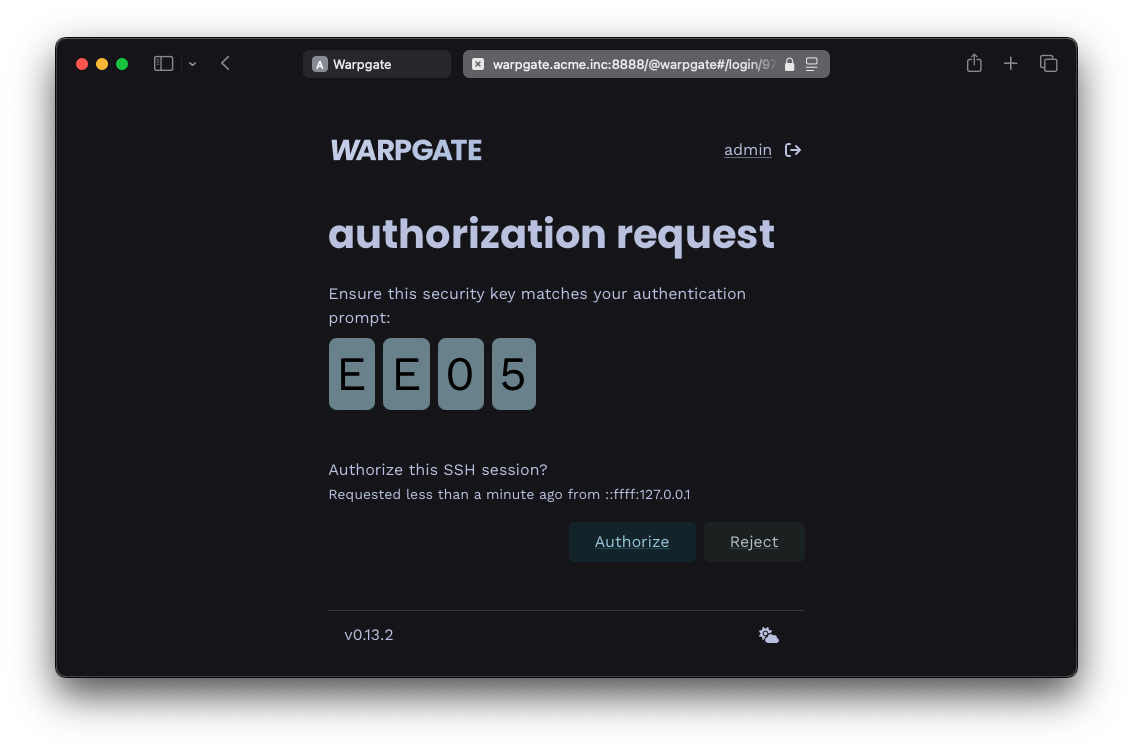 A Warpgate
warpgate.acme.inc:8888/@warpgate#/login/97
WARPGATE
admin
authorization request
Ensure this security key matches your authentication
prompt:
E E 0 5
Authorize this SSH session?
Requested less than a minute ago from ::ffff:127.0.0.1
Authorize Reject
v0.13.2